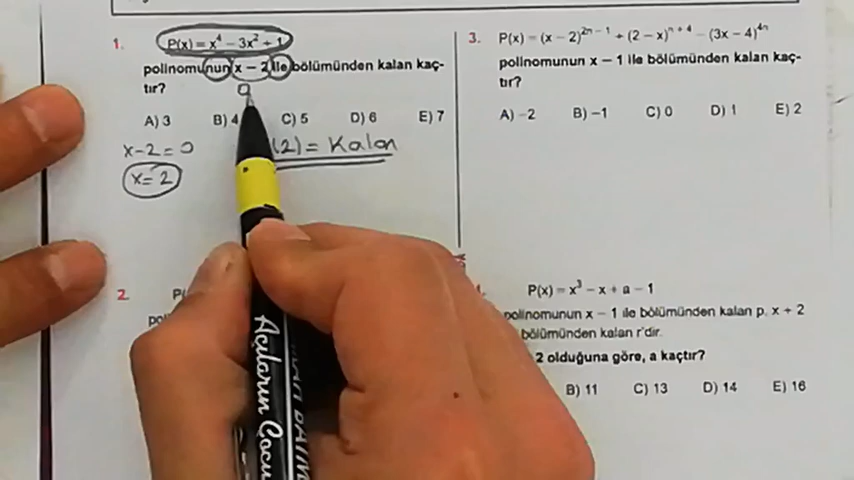 1.
P(x) = x⁴ − 3x² + 1
polinomunun x − 2 ile bölümünden kalan kaç-
tır?
A) 3 B) 4 C) 5 D) 6 E) 7
x-2=0
x=2
(2) = Kalan
0
2.
3. P(x) = (x − 2)²ⁿ⁻¹ + (2 − x)ⁿ⁺⁴ − (3x − 4)⁴ⁿ
polinomunun x − 1 ile bölümünden kalan kaç-
tır?
A) −2 B) −1 C) 0 D) 1 E) 2
P(x) = x³ − x + a − 1
polinomunun x − 1 ile bölümünden kalan p, x + 2
bölümünden kalan r'dir.
2 olduğuna göre, a kaçtır?
B) 11 C) 13 D) 14 E) 16
Açıların Çocu